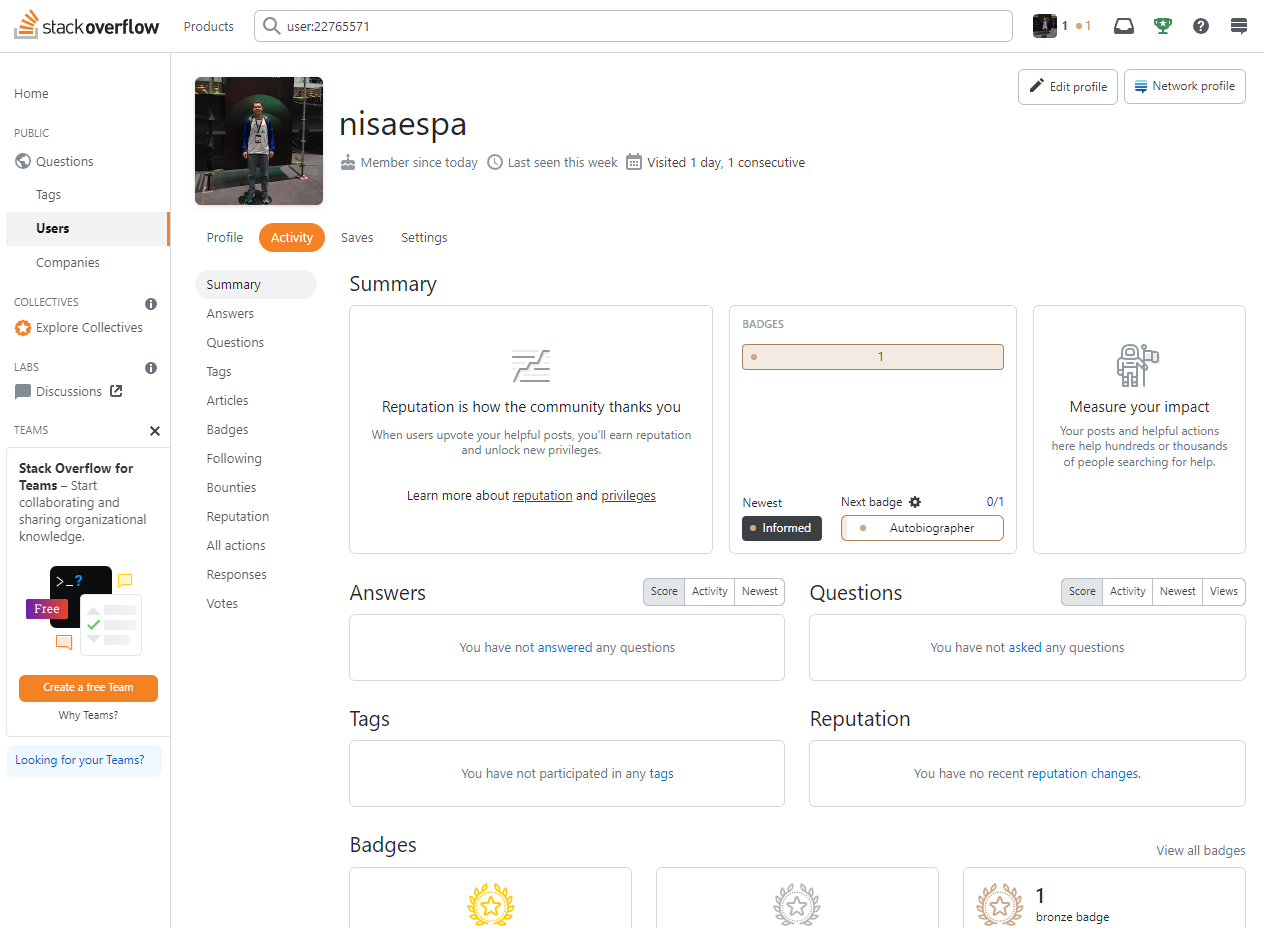 stack overflow
Products
user:22765571
1 1
Home
PUBLIC
Questions
Tags
Users
Companies
COLLECTIVES
Explore Collectives
LABS
Discussions
TEAMS
Stack Overflow for
Teams – Start
collaborating and
sharing organizational
knowledge.
>_?
Free
Create a free Team
Why Teams?
Looking for your Teams?
Edit profile
Network profile
nisaespa
Member since today
Last seen this week
Visited 1 day, 1 consecutive
Profile
Activity
Saves
Settings
Summary
Answers
Questions
Tags
Articles
Badges
Following
Bounties
Reputation
All actions
Responses
Votes
Summary
Reputation is how the community thanks you
When users upvote your helpful posts, you'll earn reputation
and unlock new privileges.
Learn more about reputation and privileges
BADGES
1
Newest
Informed
Next badge 0/1
Autobiographer
Measure your impact
Your posts and helpful actions
here help hundreds or thousands
of people searching for help.
Answers
Score Activity Newest
You have not answered any questions
Questions
Score Activity Newest Views
You have not asked any questions
Tags
You have not participated in any tags
Reputation
You have no recent reputation changes.
Badges
View all badges
1
bronze badge